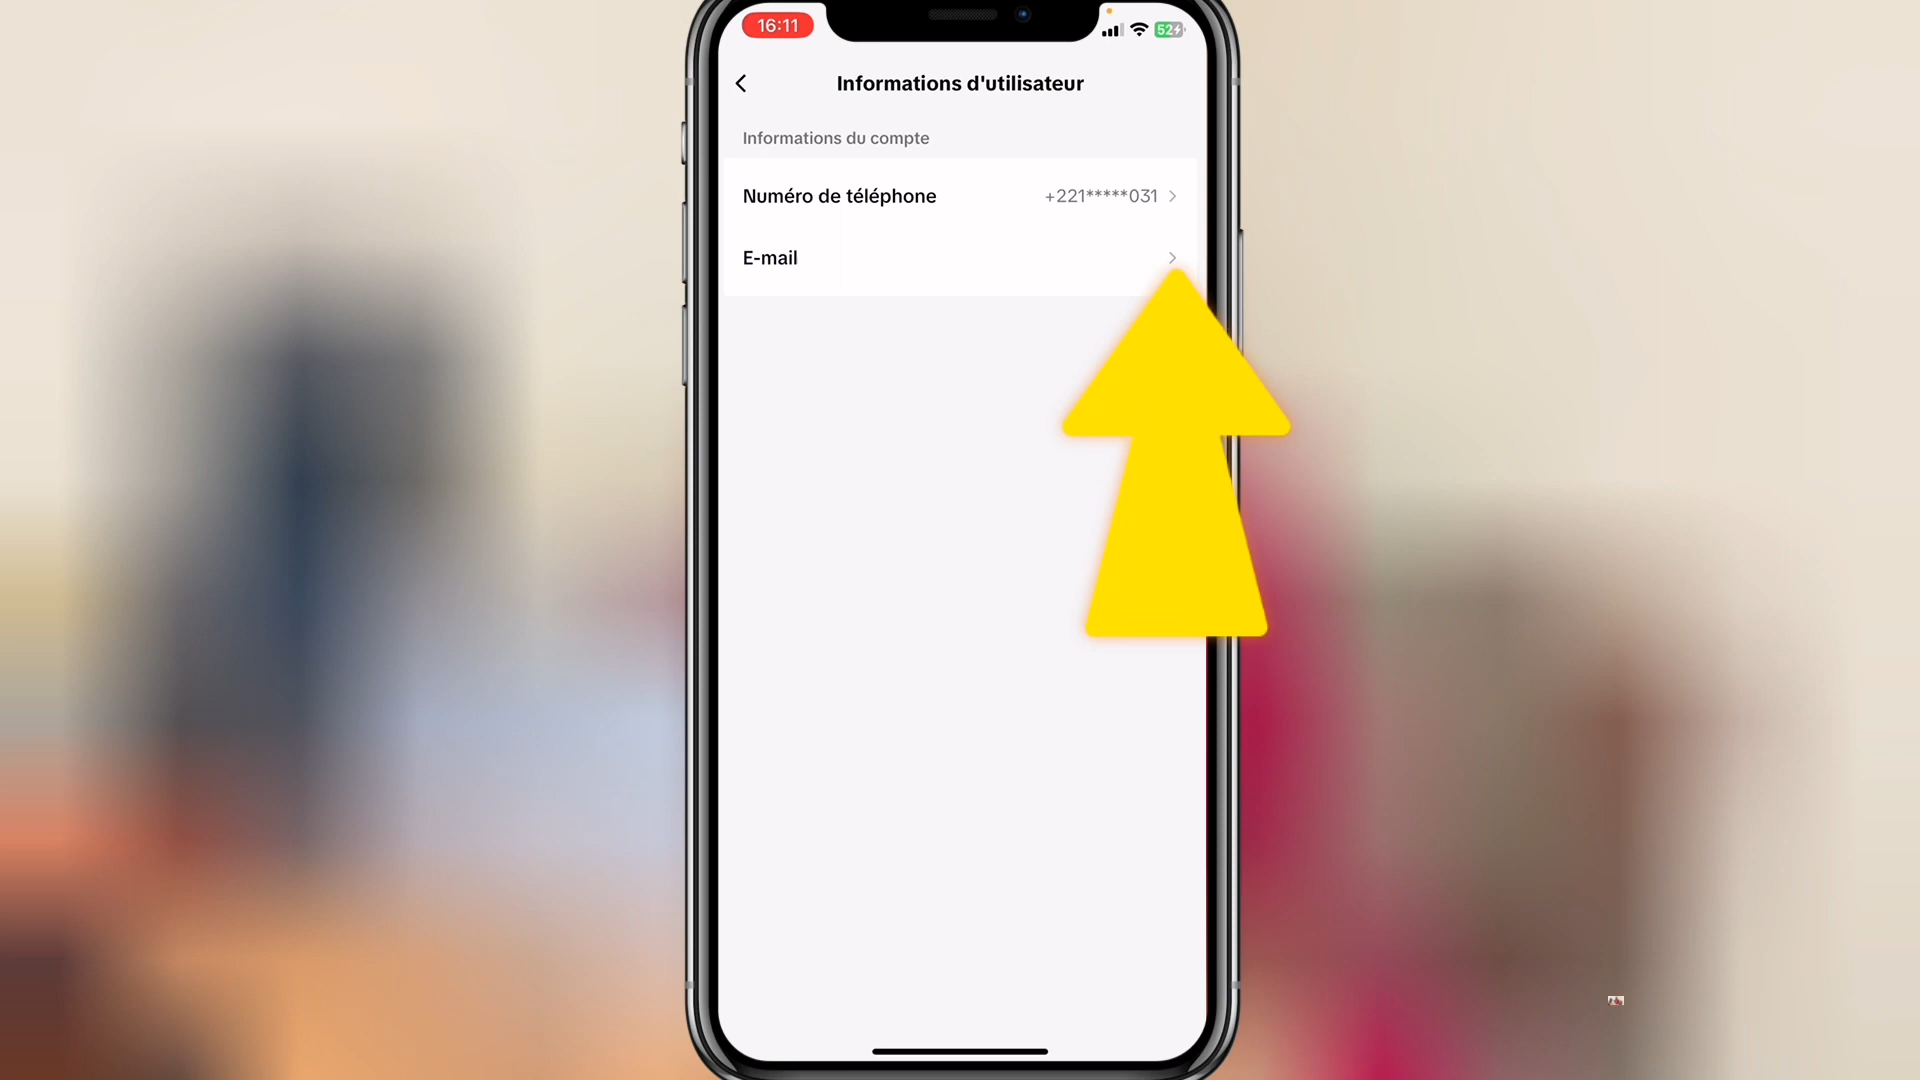 16:11
52
Informations d'utilisateur
Informations du compte
Numéro de téléphone +221*****031
E-mail